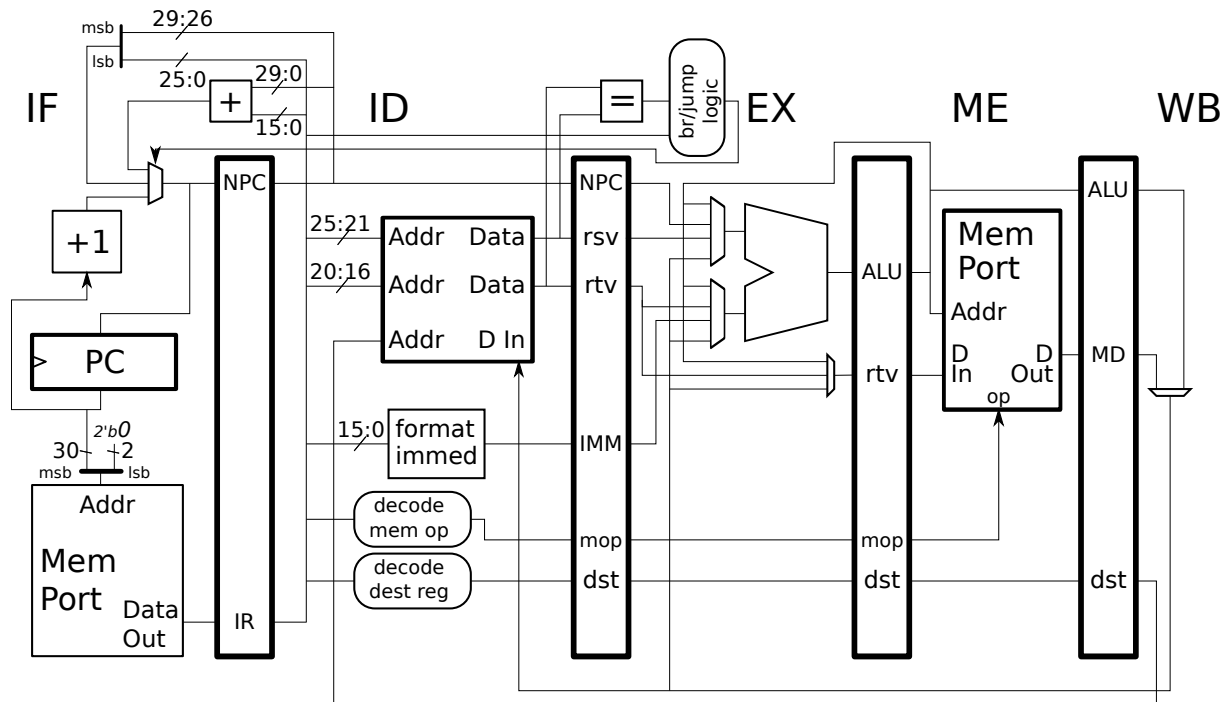 29:26
msb
lsb
25:0
29:0
15:0
+
=
br/jump
logic
IF
ID
EX
ME
WB
NPC
NPC
ALU
+1
25:21
Addr
Data
rsv
20:16
Addr
Data
rtv
ALU
Mem
Port
Addr
Addr
D In
PC
D
In
D
Out
MD
rtv
op
2'b0
30
2
msb
lsb
15:0
format
immed
IMM
Addr
Mem
Port
Data
Out
decode
mem op
mop
mop
decode
dest reg
dst
dst
dst
IR